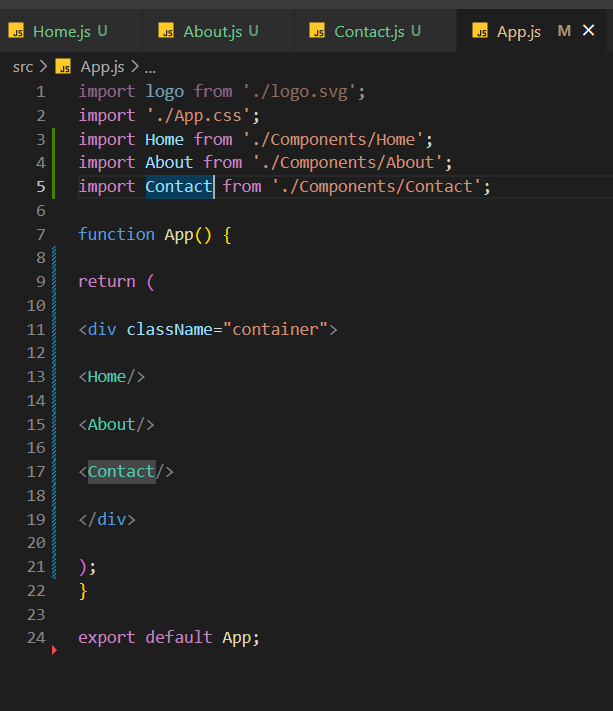 Home.js U About.js U Contact.js U App.js M
src > App.js > ...
1 import logo from './logo.svg';
2 import './App.css';
3 import Home from './Components/Home';
4 import About from './Components/About';
5 import Contact from './Components/Contact';
6
7 function App() {
8
9 return (
10
11 <div className="container">
12
13 <Home/>
14
15 <About/>
16
17 <Contact/>
18
19 </div>
20
21 );
22 }
23
24 export default App;